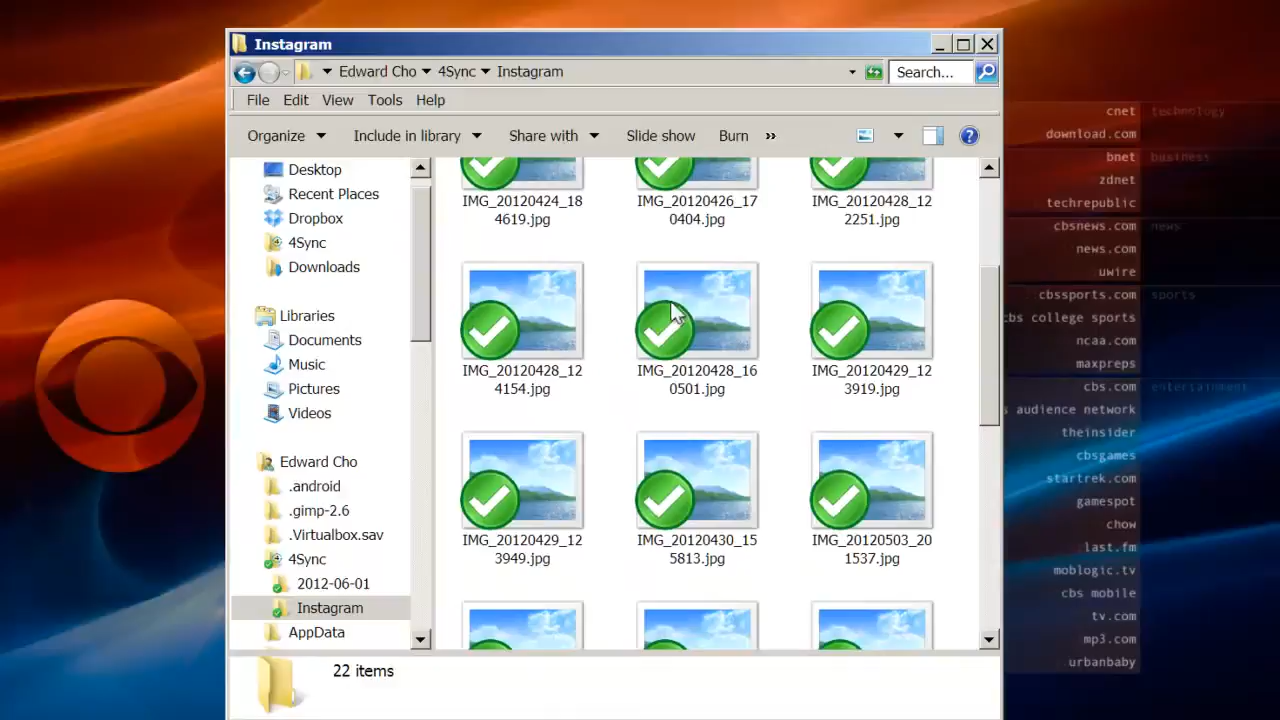 Instagram
Edward Cho 4Sync Instagram
Search...
File Edit View Tools Help
Organize Include in library Share with Slide show Burn »
Desktop
Recent Places
Dropbox
4Sync
Downloads
Libraries
Documents
Music
Pictures
Videos
Edward Cho
.android
.gimp-2.6
.Virtualbox.sav
4Sync
2012-06-01
Instagram
AppData
IMG_20120424_18
4619.jpg
IMG_20120426_17
0404.jpg
IMG_20120428_12
2251.jpg
IMG_20120428_12
4154.jpg
IMG_20120428_16
0501.jpg
IMG_20120429_12
3919.jpg
IMG_20120429_12
3949.jpg
IMG_20120430_15
5813.jpg
IMG_20120503_20
1537.jpg
22 items
cnet technology
download.com
bnet business
zdnet
techrepublic
cbsnews.com news
news.com
uwire
cbssports.com sports
cbs college sports
ncaa.com
maxpreps
cbs.com entertainment
audience network
theinsider
cbsgames
startrek.com
gamespot
chow
last.fm
moblogic.tv
cbs mobile
tv.com
mp3.com
urbanbaby